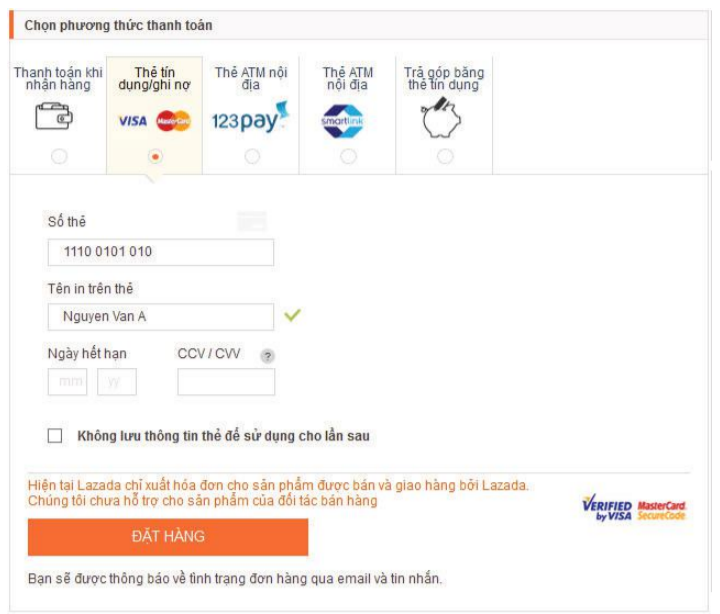 Chọn phương thức thanh toán
Thanh toán khi nhận hàng
Thẻ tín dụng/ghi nợ
Thẻ ATM nội địa
Thẻ ATM nội địa
Trả góp bằng thẻ tín dụng
VISA MasterCard
123pay
smartlink
Số thẻ
1110 0101 010
Tên in trên thẻ
Nguyen Van A
Ngày hết hạn CCV / CVV ?
mm yy
Không lưu thông tin thẻ để sử dụng cho lần sau
Hiện tại Lazada chỉ xuất hóa đơn cho sản phẩm được bán và giao hàng bởi Lazada.
Chúng tôi chưa hỗ trợ cho sản phẩm của đối tác bán hàng
VERIFIED by VISA
MasterCard. SecureCode.
ĐẶT HÀNG
Bạn sẽ được thông báo về tình trạng đơn hàng qua email và tin nhắn.